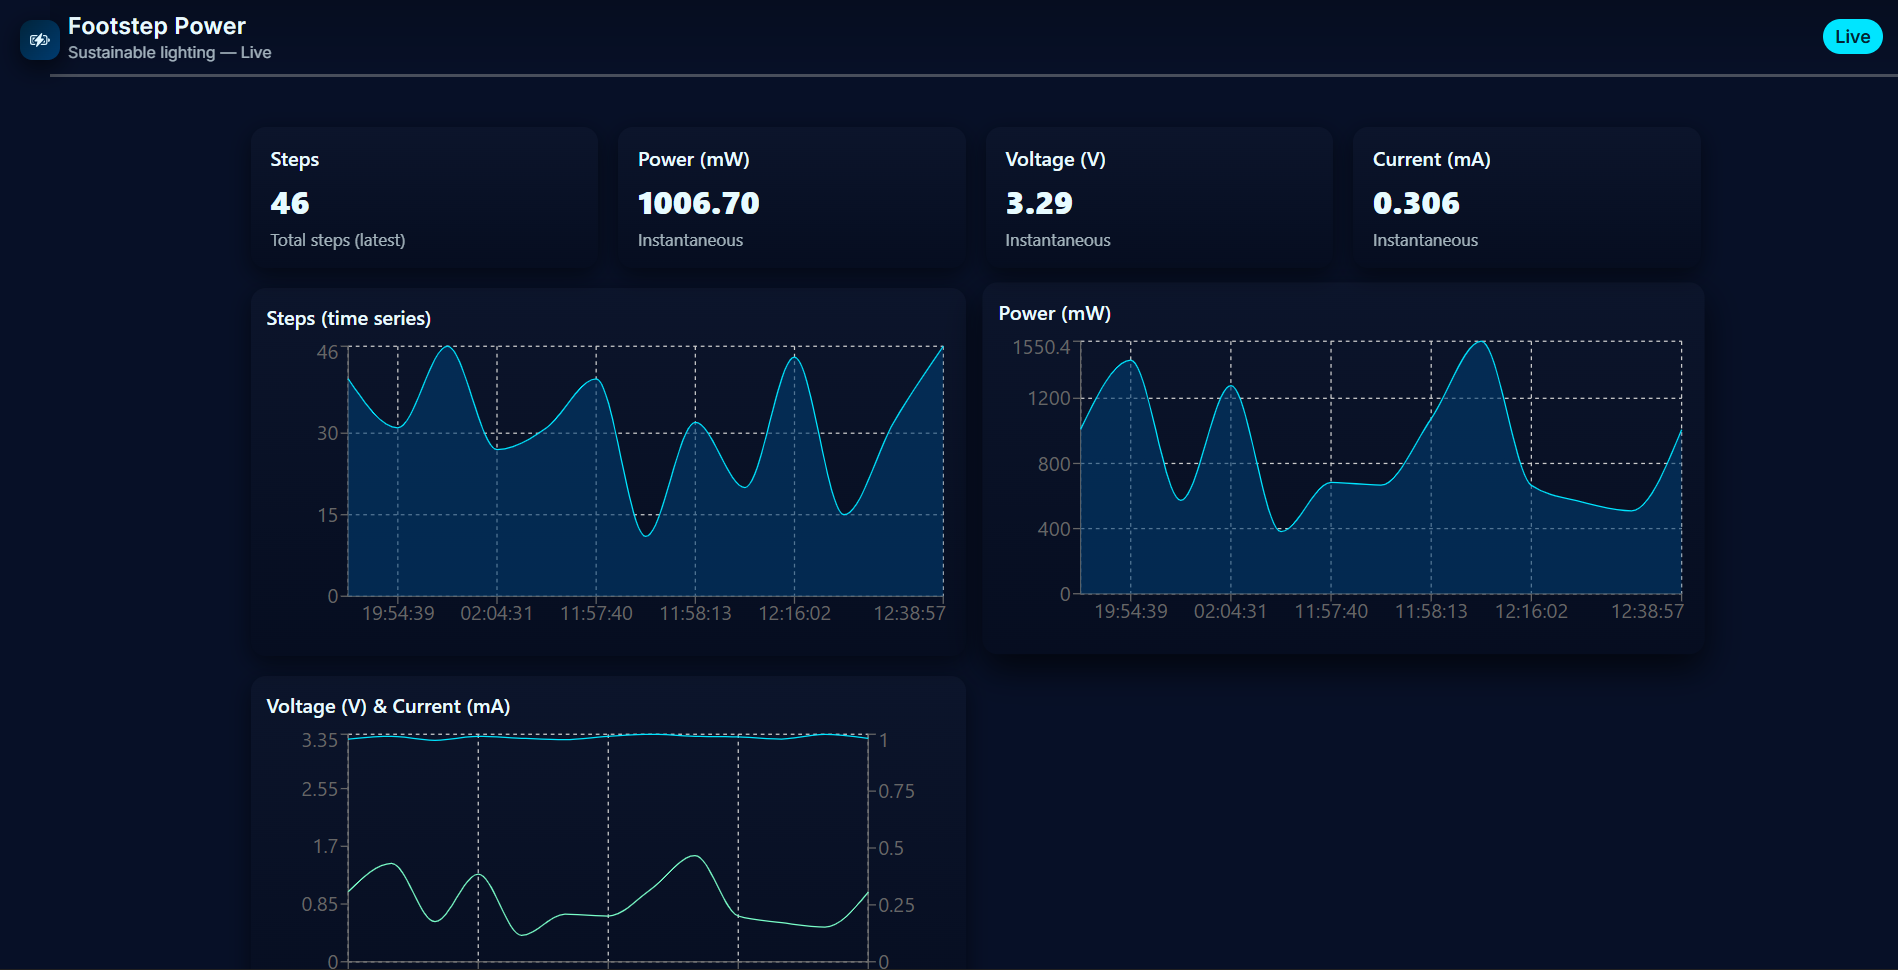 Footstep Power
Sustainable lighting — Live
Live
Steps
46
Total steps (latest)
Power (mW)
1006.70
Instantaneous
Voltage (V)
3.29
Instantaneous
Current (mA)
0.306
Instantaneous
Steps (time series)
46
30
15
0
19:54:39 02:04:31 11:57:40 11:58:13 12:16:02 12:38:57
Power (mW)
1550.4
1200
800
400
0
19:54:39 02:04:31 11:57:40 11:58:13 12:16:02 12:38:57
Voltage (V) & Current (mA)
3.35 1
2.55 0.75
1.7 0.5
0.85 0.25
0 0